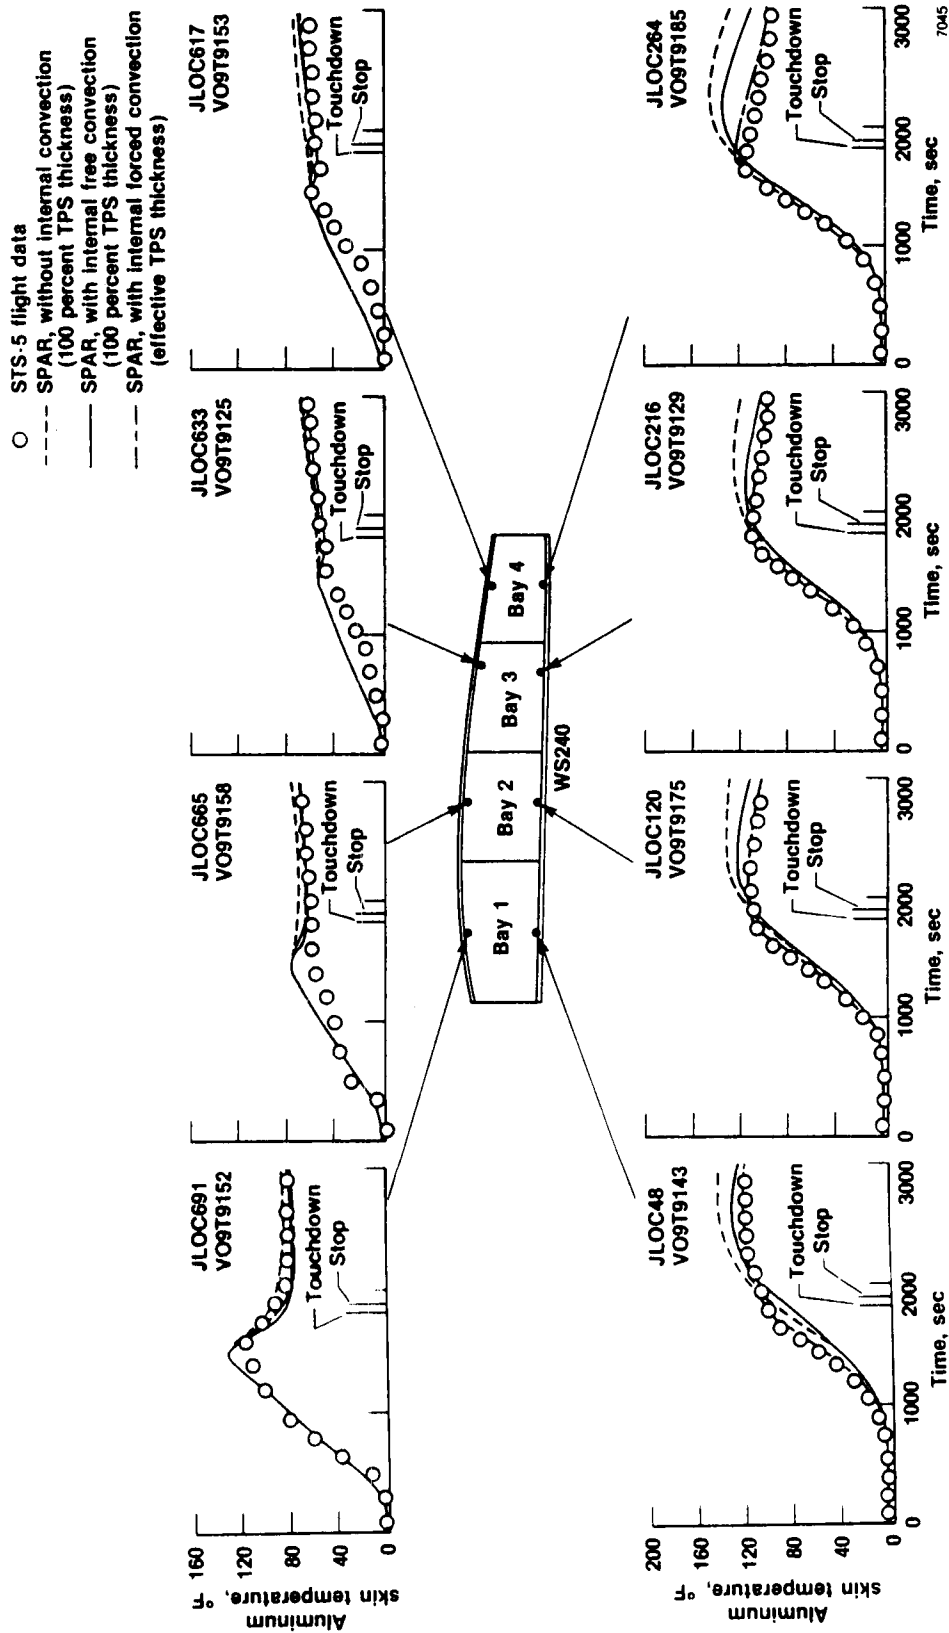 STS-5 flight data
SPAR, without internal convection
(100 percent TPS thickness)
SPAR, with internal free convection
(100 percent TPS thickness)
SPAR, with internal forced convection
(effective TPS thickness)
Aluminum
skin temperature, °F
160
120
80
40
0
JLOC691
VO9T9152
Touchdown
Stop
JLOC665
VO9T9158
Touchdown
Stop
JLOC633
VO9T9125
Touchdown
Stop
JLOC617
VO9T9153
Touchdown
Stop
Bay 1
Bay 2
Bay 3
Bay 4
WS240
Aluminum
skin temperature, °F
200
160
120
80
40
0
JLOC48
VO9T9143
Touchdown
Stop
0 1000 2000 3000
Time, sec
JLOC120
VO9T9175
Touchdown
Stop
0 1000 2000 3000
Time, sec
JLOC216
VO9T9129
Touchdown
Stop
0 1000 2000 3000
Time, sec
JLOC264
VO9T9185
Touchdown
Stop
0 1000 2000 3000
Time, sec
7045